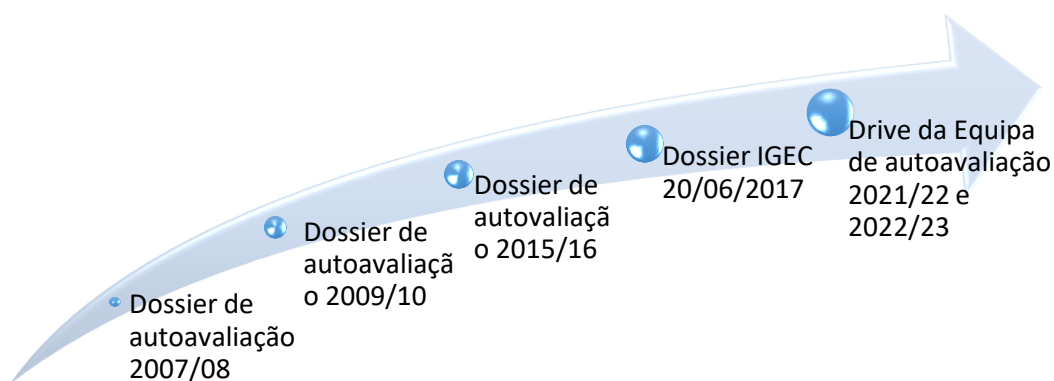 Dossier de
autoavaliação
2007/08
Dossier de
autoavaliaçã
o 2009/10
Dossier de
autovaliaçã
o 2015/16
Dossier IGEC
20/06/2017
Drive da Equipa
de autoavaliação
2021/22 e
2022/23